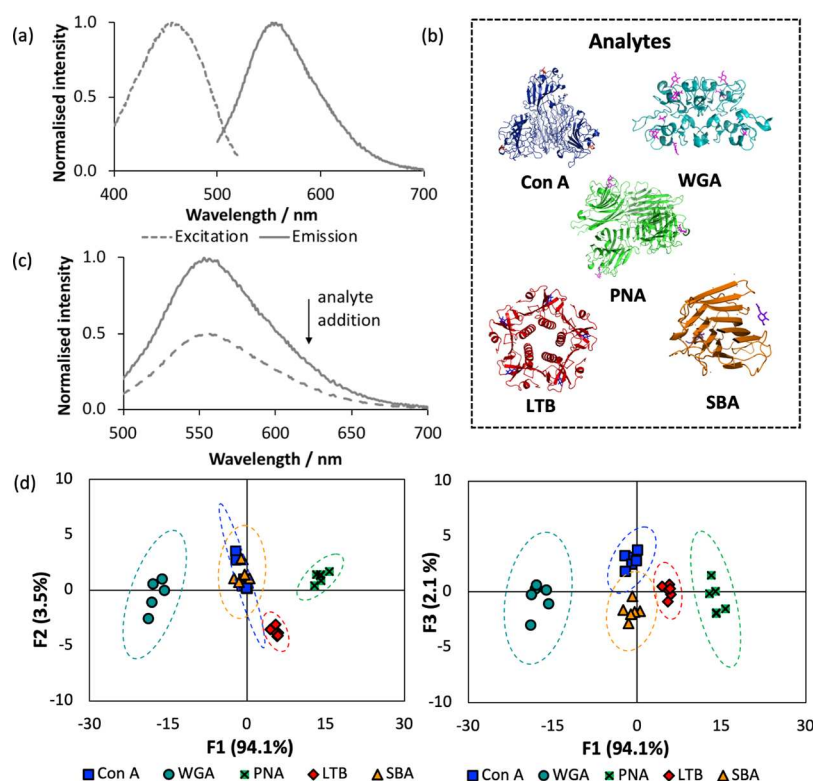 (a)
Normalised intensity
1.0
0.5
0.0
400
500
600
700
Wavelength / nm
Excitation
Emission
(b)
Analytes
Con A
WGA
PNA
LTB
SBA
(c)
Normalised intensity
1.0
0.5
0.0
analyte
addition
500
550
600
650
700
Wavelength / nm
(d)
F2 (3.5%)
10
5
0
-5
-10
-30
-15
0
15
30
F1 (94.1%)
F3 (2.1 %)
10
5
0
-5
-10
-30
-15
0
15
30
F1 (94.1%)
Con A
WGA
PNA
LTB
SBA
Con A
WGA
PNA
LTB
SBA